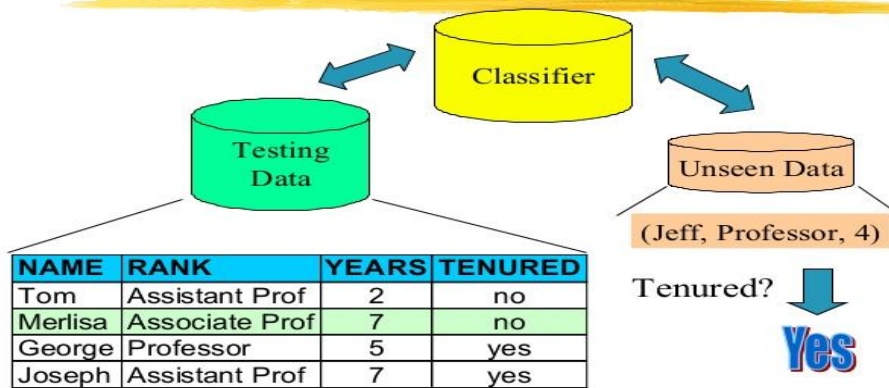 Classifier
Testing
Data
Unseen Data
(Jeff, Professor, 4)
NAME RANK YEARS TENURED
Tom Assistant Prof 2 no
Merlisa Associate Prof 7 no
George Professor 5 yes
Joseph Assistant Prof 7 yes
Tenured?
Yes